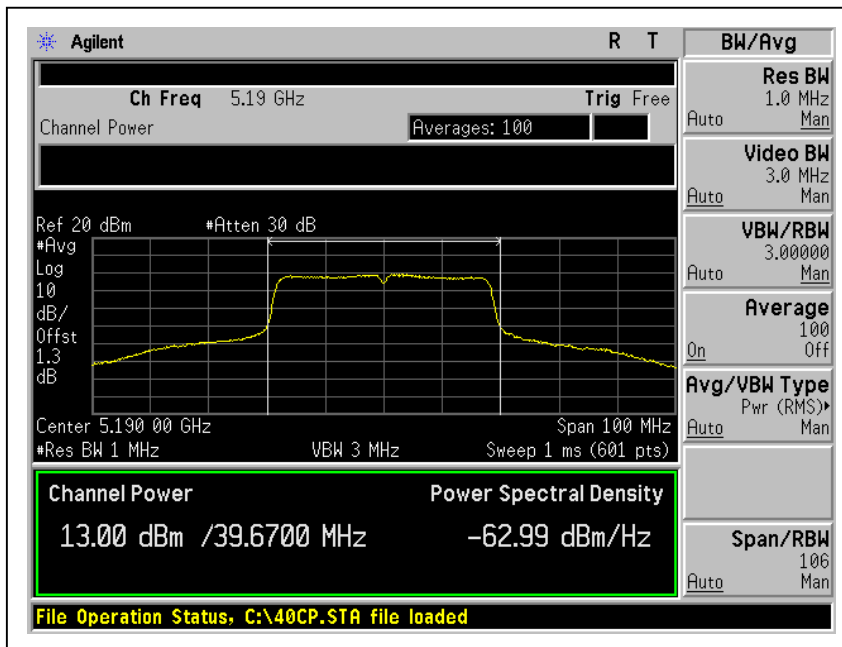 Agilent R T
Ch Freq 5.19 GHz Trig Free
Channel Power Averages: 100
Ref 20 dBm #Atten 30 dB
#Avg
Log
10
dB/
Offst
1.3
dB
Center 5.190 00 GHz Span 100 MHz
#Res BW 1 MHz VBW 3 MHz Sweep 1 ms (601 pts)
Channel Power Power Spectral Density
13.00 dBm /39.6700 MHz -62.99 dBm/Hz
File Operation Status, C:\40CP.STA file loaded
BW/Avg
Res BW
1.0 MHz
Auto Man
Video BW
3.0 MHz
Auto Man
VBW/RBW
3.00000
Auto Man
Average
100
On Off
Avg/VBW Type
Pwr (RMS)▸
Auto Man
Span/RBW
106
Auto Man